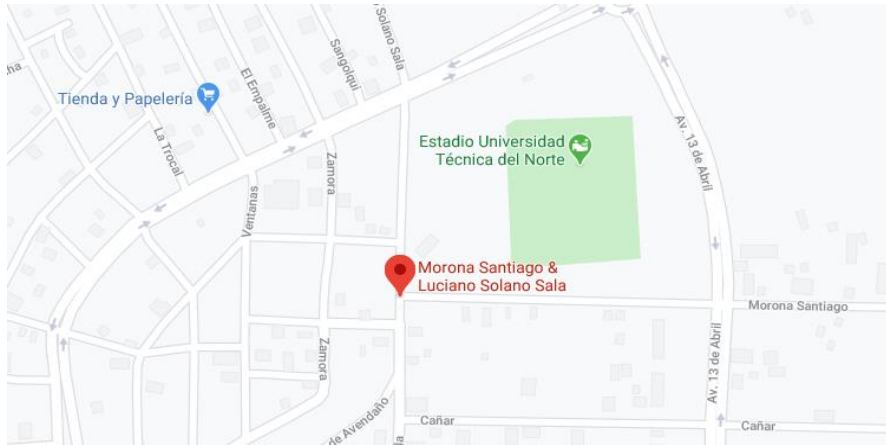 Solano Sala
Sangolqui
El Empalme
Tienda y Papelería
La Trocal
Zamora
Ventanas
Estadio Universidad
Técnica del Norte
Av. 13 de Abril
Morona Santiago &
Luciano Solano Sala
Morona Santiago
Zamora
Av. 13 de Abril
de Avendaño
Cañar
Cañar